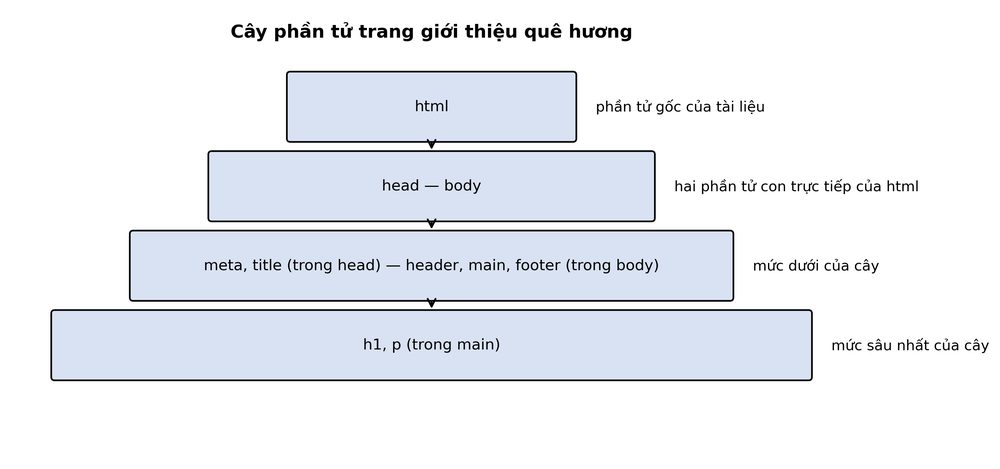 Cây phần tử trang giới thiệu quê hương
html
phần tử gốc của tài liệu
head — body
hai phần tử con trực tiếp của html
meta, title (trong head) — header, main, footer (trong body)
mức dưới của cây
h1, p (trong main)
mức sâu nhất của cây